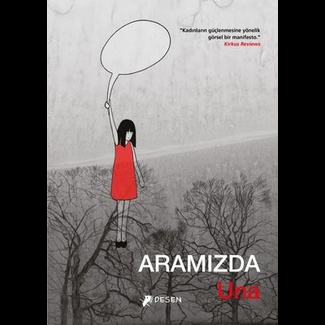 "Kadınların güçlenmesine yönelik
görsel bir manifesto."
Kirkus Reviews
ARAMIZDA
Una
DESEN